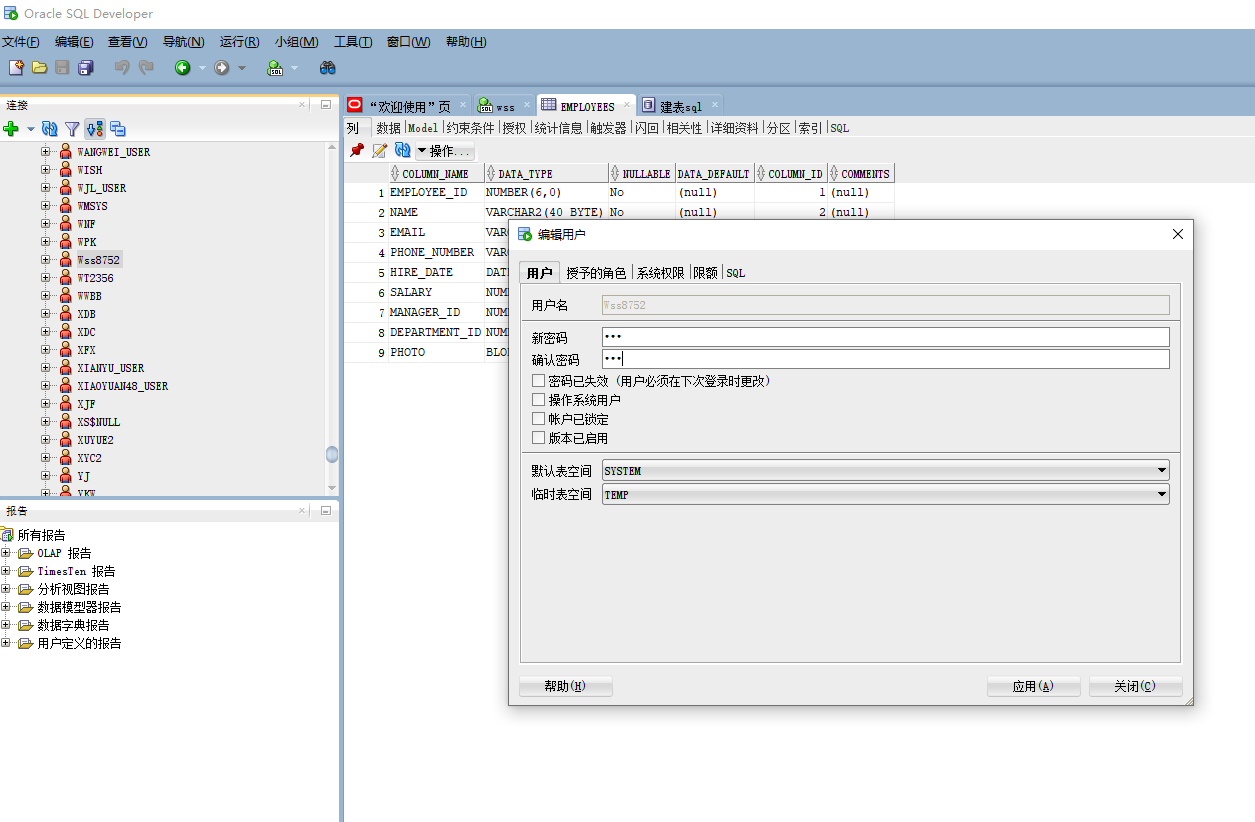 Oracle SQL Developer
文件(F) 编辑(E) 查看(V) 导航(N) 运行(R) 小组(M) 工具(T) 窗口(W) 帮助(H)
连接
WANGWEI_USER
WISH
WJL_USER
WMSYS
WNF
WPK
Wss8752
WT2356
WWBB
XDB
XDC
XFX
XIANYU_USER
XIAOYUAN48_USER
XJF
XS$NULL
XUYUE2
XYC2
YJ
YKW
报告
所有报告
OLAP 报告
TimesTen 报告
分析视图报告
数据模型器报告
数据字典报告
用户定义的报告
“欢迎使用”页 wss EMPLOYEES 建表sql
列 数据 Model 约束条件 授权 统计信息 触发器 闪回 相关性 详细资料 分区 索引 SQL
操作...
COLUMN_NAME DATA_TYPE NULLABLE DATA_DEFAULT COLUMN_ID COMMENTS
1 EMPLOYEE_ID NUMBER(6,0) No (null) 1 (null)
2 NAME VARCHAR2(40 BYTE) No (null) 2 (null)
3 EMAIL VAR
4 PHONE_NUMBER VAR
5 HIRE_DATE DAT
6 SALARY NUM
7 MANAGER_ID NUM
8 DEPARTMENT_ID NUM
9 PHOTO BLO
编辑用户
用户 授予的角色 系统权限 限额 SQL
用户名 Wss8752
新密码 •••
确认密码 •••
密码已失效 (用户必须在下次登录时更改)
操作系统用户
帐户已锁定
版本已启用
默认表空间 SYSTEM
临时表空间 TEMP
帮助(H) 应用(A) 关闭(C)